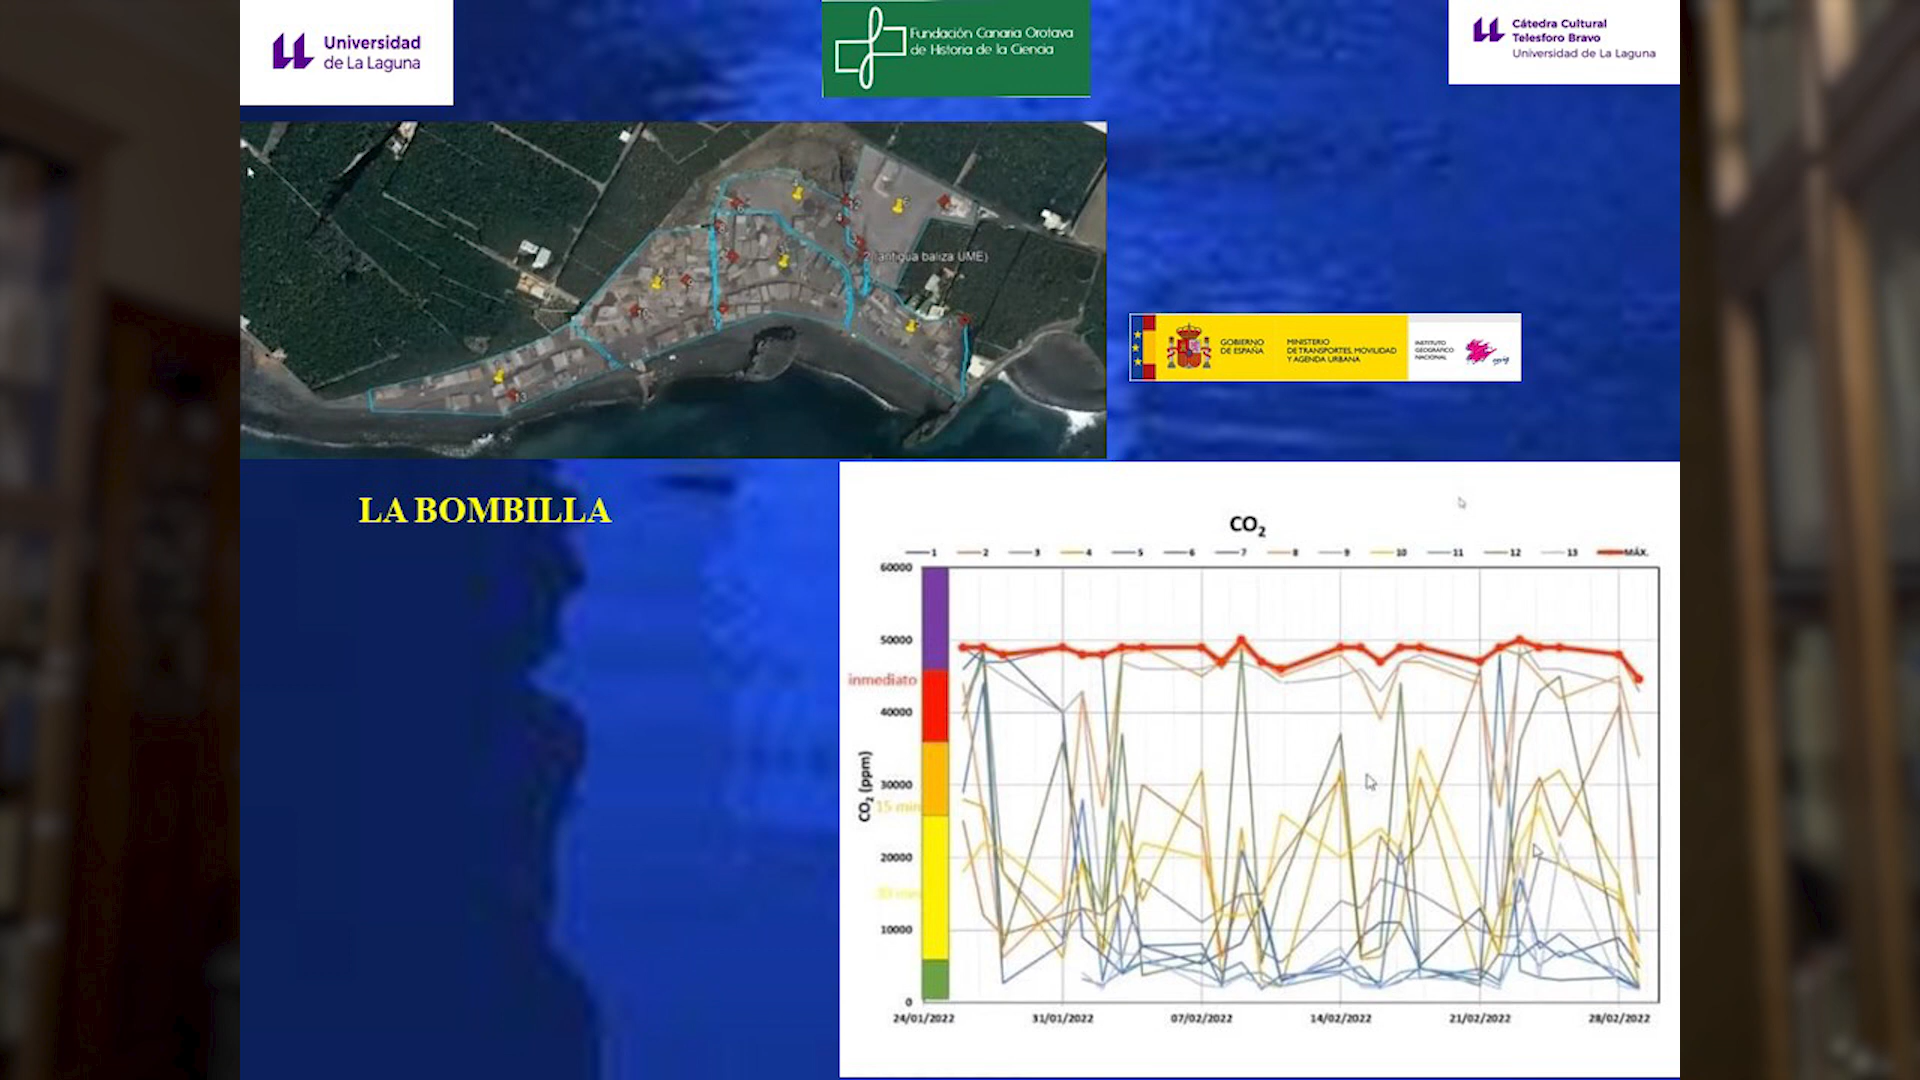 Universidad
de La Laguna
Fundación Canaria Orotava
de Historia de la Ciencia
Cátedra Cultural
Telesforo Bravo
Universidad de La Laguna
2 (antigua baliza UME)
13
GOBIERNO
DE ESPAÑA
MINISTERIO
DE TRANSPORTES, MOVILIDAD
Y AGENDA URBANA
INSTITUTO
GEOGRÁFICO
NACIONAL
LA BOMBILLA
CO₂
1 2 3 4 5 6 7 8 9 10 11 12 13 MÁX.
CO₂ (ppm)
60000
50000
inmediato
40000
30000
15 min
20000
10000
0
24/01/2022 31/01/2022 07/02/2022 14/02/2022 21/02/2022 28/02/2022